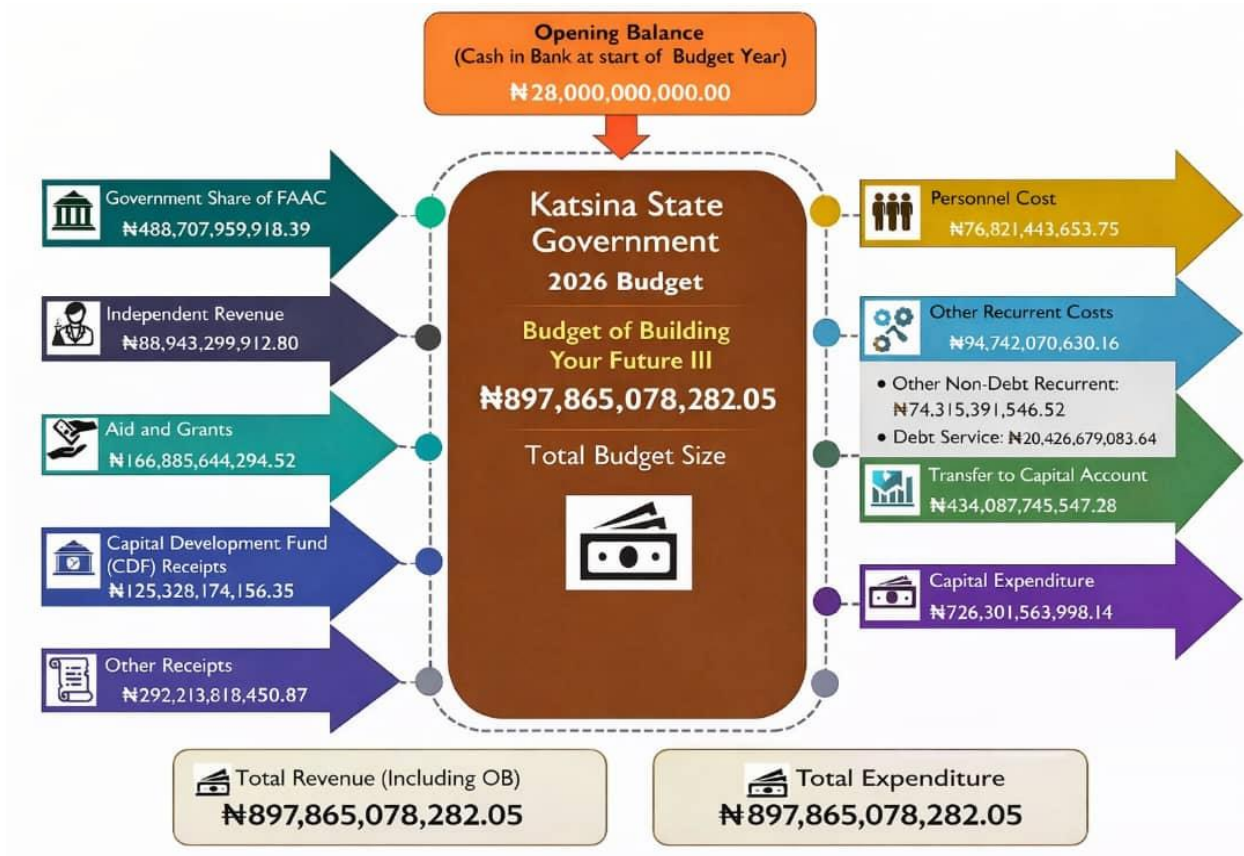 Opening Balance
(Cash in Bank at start of Budget Year)
₦28,000,000,000.00
Government Share of FAAC
₦488,707,959,918.39
Independent Revenue
₦88,943,299,912.80
Aid and Grants
₦166,885,644,294.52
Capital Development Fund
(CDF) Receipts
₦125,328,174,156.35
Other Receipts
₦292,213,818,450.87
Katsina State
Government
2026 Budget
Budget of Building
Your Future III
₦897,865,078,282.05
Total Budget Size
Personnel Cost
₦76,821,443,653.75
Other Recurrent Costs
₦94,742,070,630.16
• Other Non-Debt Recurrent:
₦74,315,391,546.52
• Debt Service: ₦20,426,679,083.64
Transfer to Capital Account
₦434,087,745,547.28
Capital Expenditure
₦726,301,563,998.14
Total Revenue (Including OB)
₦897,865,078,282.05
Total Expenditure
₦897,865,078,282.05